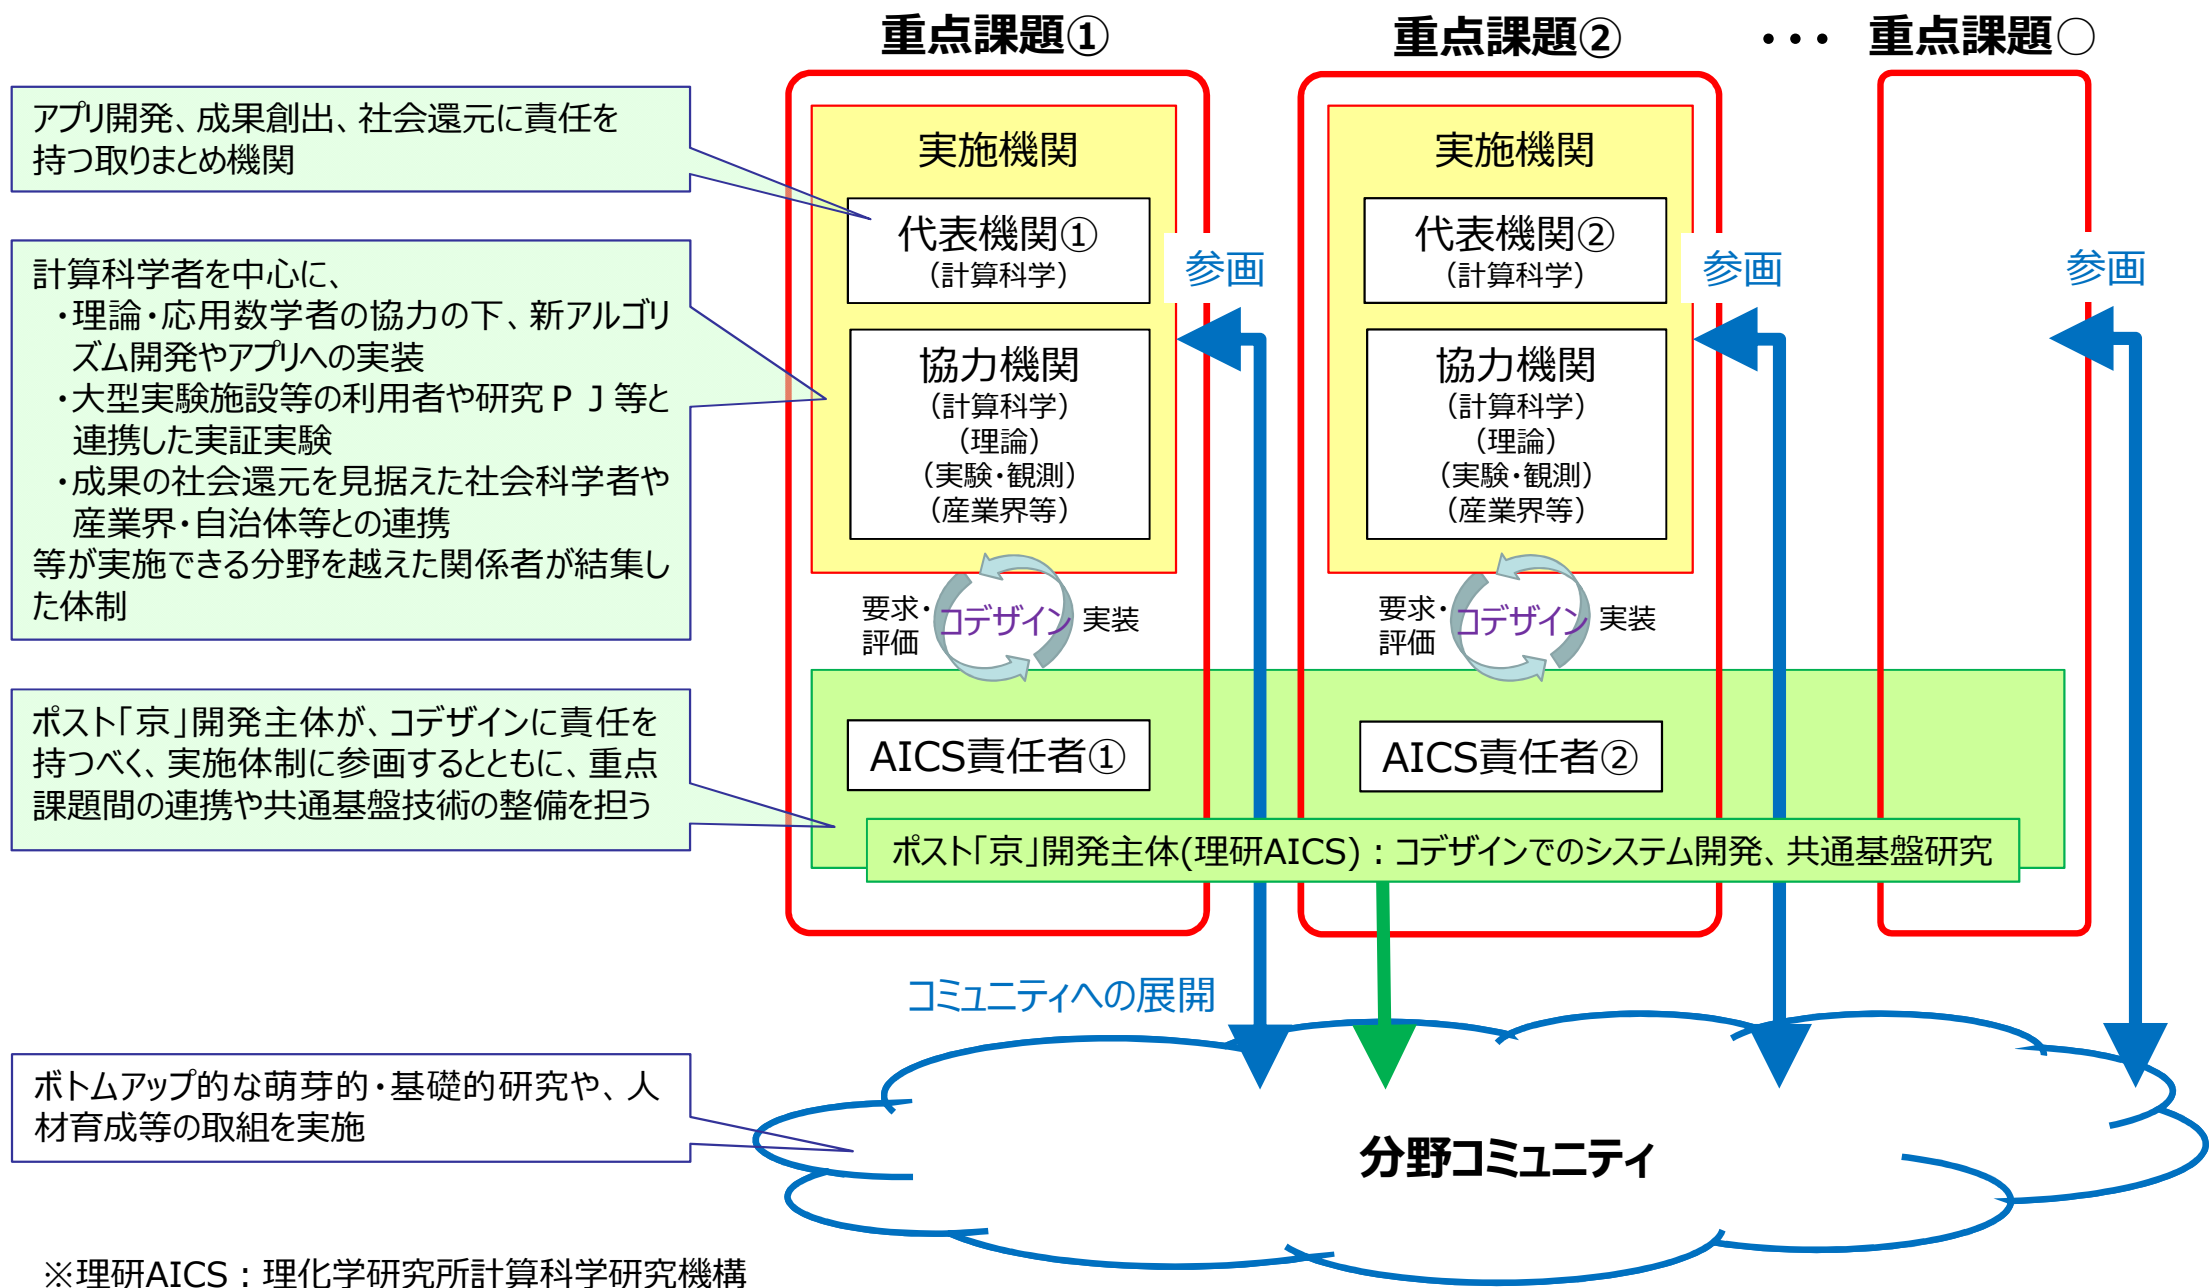 重点課題①
重点課題②
・・・
重点課題○
アプリ開発、成果創出、社会還元に責任を
持つ取りまとめ機関
計算科学者を中心に、
・理論・応用数学者の協力の下、新アルゴリ
ズム開発やアプリへの実装
・大型実験施設等の利用者や研究ＰＪ等と
連携した実証実験
・成果の社会還元を見据えた社会科学者や
産業界・自治体等との連携
等が実施できる分野を越えた関係者が結集し
た体制
ポスト「京」開発主体が、コデザインに責任を
持つべく、実施体制に参画するとともに、重点
課題間の連携や共通基盤技術の整備を担う
ボトムアップ的な萌芽的・基礎的研究や、人
材育成等の取組を実施
実施機関
代表機関①
（計算科学）
協力機関
（計算科学）
（理論）
（実験・観測）
（産業界等）
参画
要求・
評価
コデザイン
実装
AICS責任者①
実施機関
代表機関②
（計算科学）
協力機関
（計算科学）
（理論）
（実験・観測）
（産業界等）
参画
要求・
評価
コデザイン
実装
AICS責任者②
参画
ポスト「京」開発主体(理研AICS)：コデザインでのシステム開発、共通基盤研究
コミュニティへの展開
分野コミュニティ
※理研AICS：理化学研究所計算科学研究機構